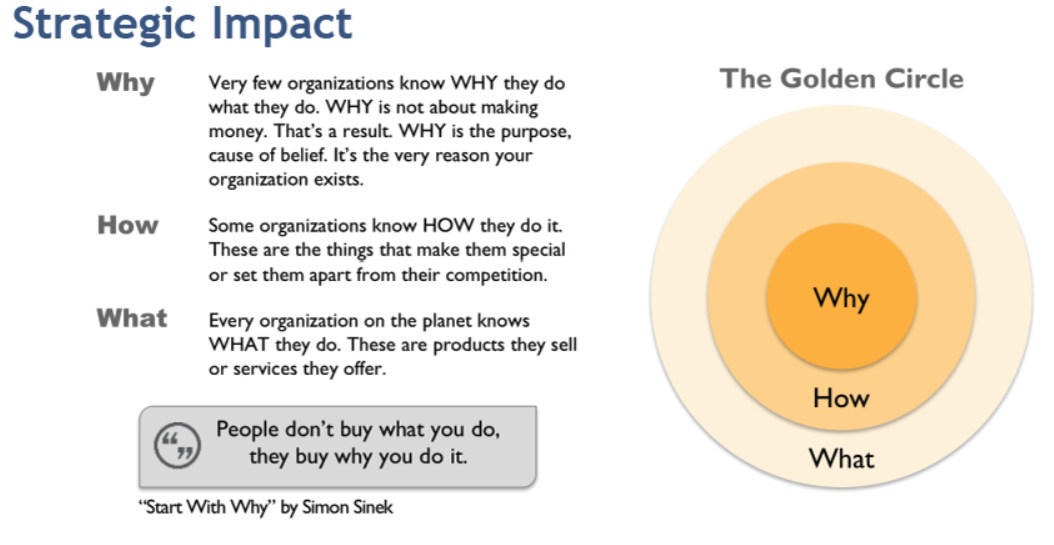 Strategic Impact
Why
Very few organizations know WHY they do
what they do. WHY is not about making
money. That's a result. WHY is the purpose,
cause of belief. It's the very reason your
organization exists.
How
Some organizations know HOW they do it.
These are the things that make them special
or set them apart from their competition.
What
Every organization on the planet knows
WHAT they do. These are products they sell
or services they offer.
“ ”
People don't buy what you do,
they buy why you do it.
“Start With Why” by Simon Sinek
The Golden Circle
Why
How
What